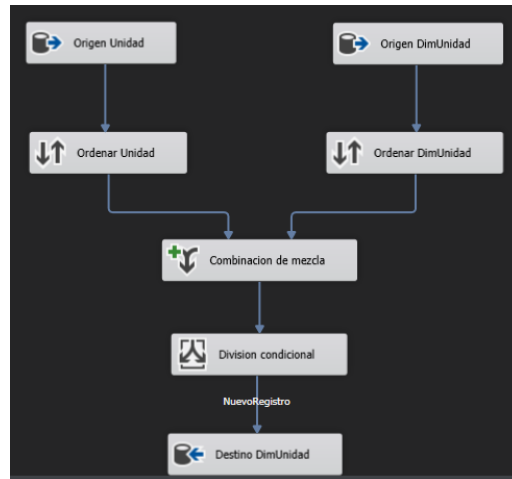 Origen Unidad
Origen DimUnidad
Ordenar Unidad
Ordenar DimUnidad
Combinacion de mezcla
Division condicional
NuevoRegistro
Destino DimUnidad